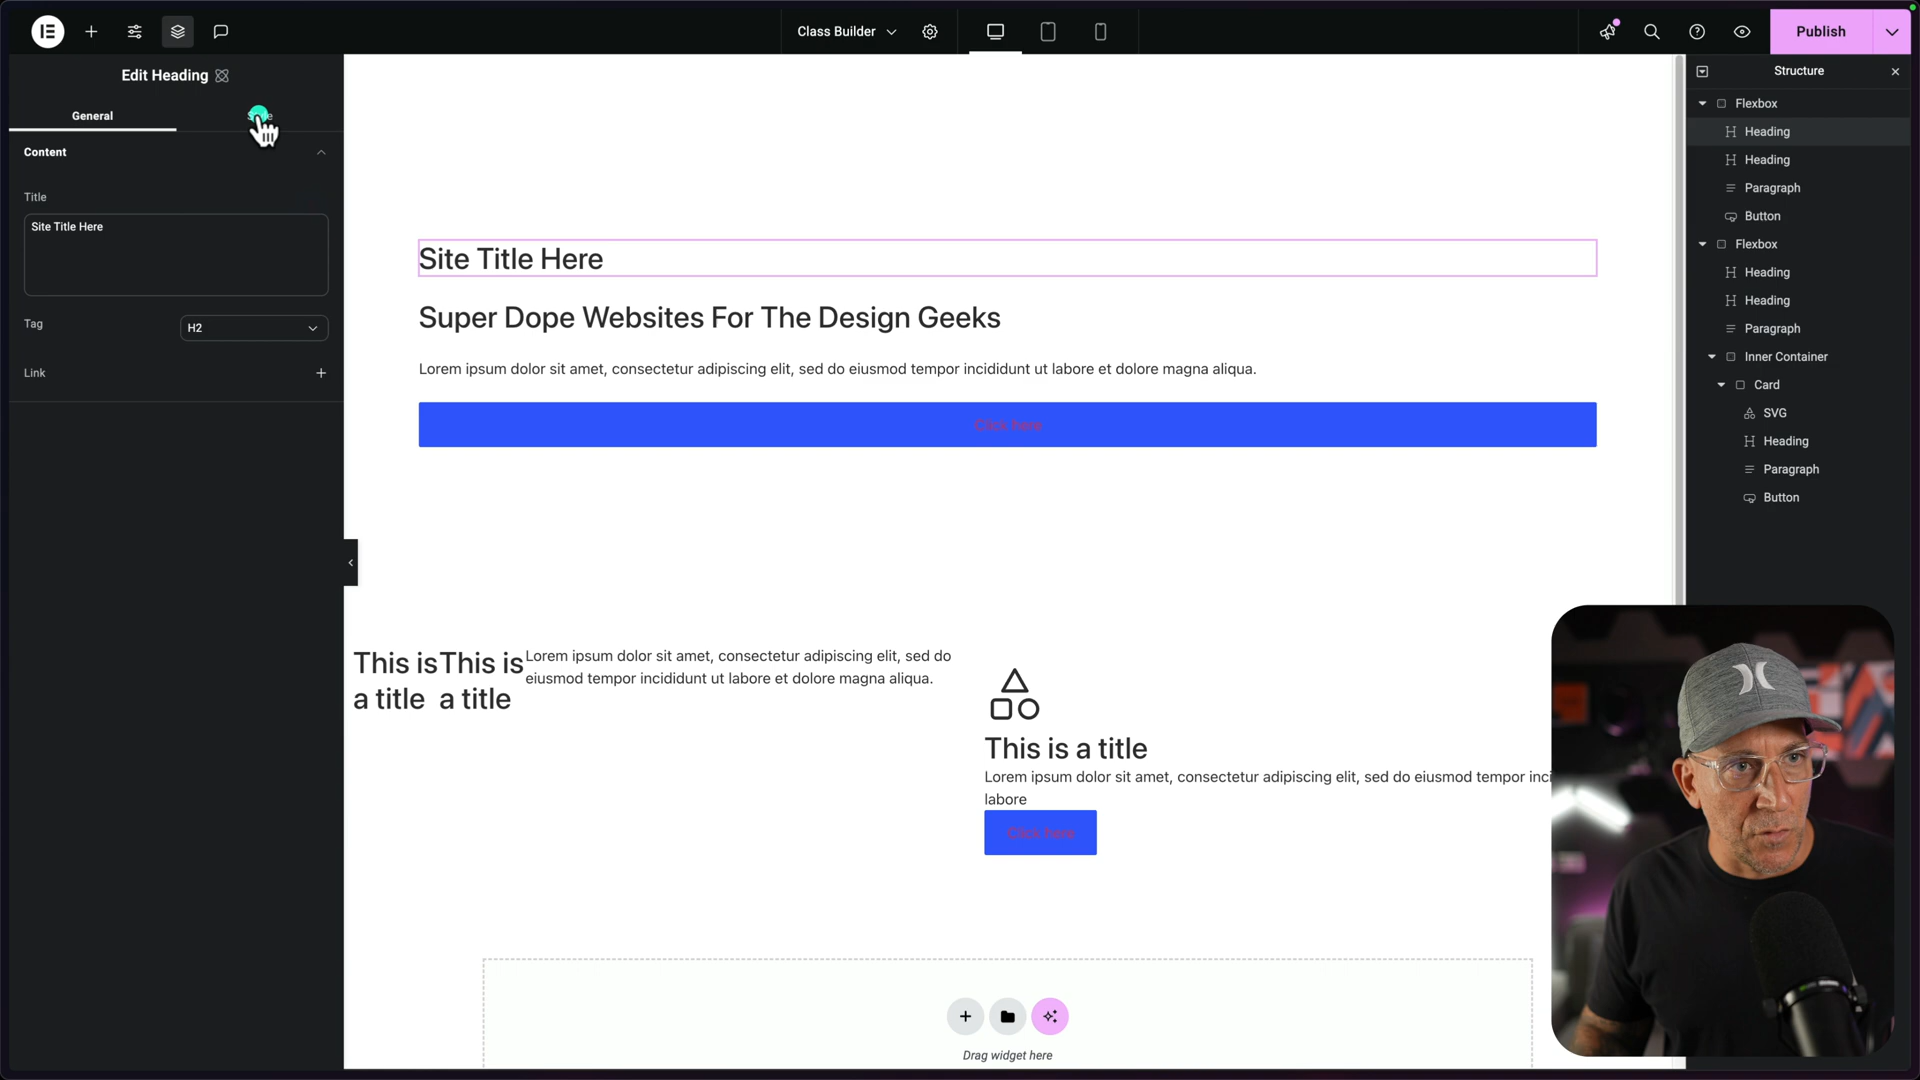 Class Builder
Publish
Edit Heading
General
Content
Title
Site Title Here
Tag
H2
Link
Site Title Here
Super Dope Websites For The Design Geeks
Lorem ipsum dolor sit amet, consectetur adipiscing elit, sed do eiusmod tempor incididunt ut labore et dolore magna aliqua.
Click here
This is
a title
This is
a title
Lorem ipsum dolor sit amet, consectetur adipiscing elit, sed do
eiusmod tempor incididunt ut labore et dolore magna aliqua.
This is a title
Lorem ipsum dolor sit amet, consectetur adipiscing elit, sed do eiusmod tempor inci
labore
Click here
Drag widget here
Structure
Flexbox
Heading
Heading
Paragraph
Button
Flexbox
Heading
Heading
Paragraph
Inner Container
Card
SVG
Heading
Paragraph
Button